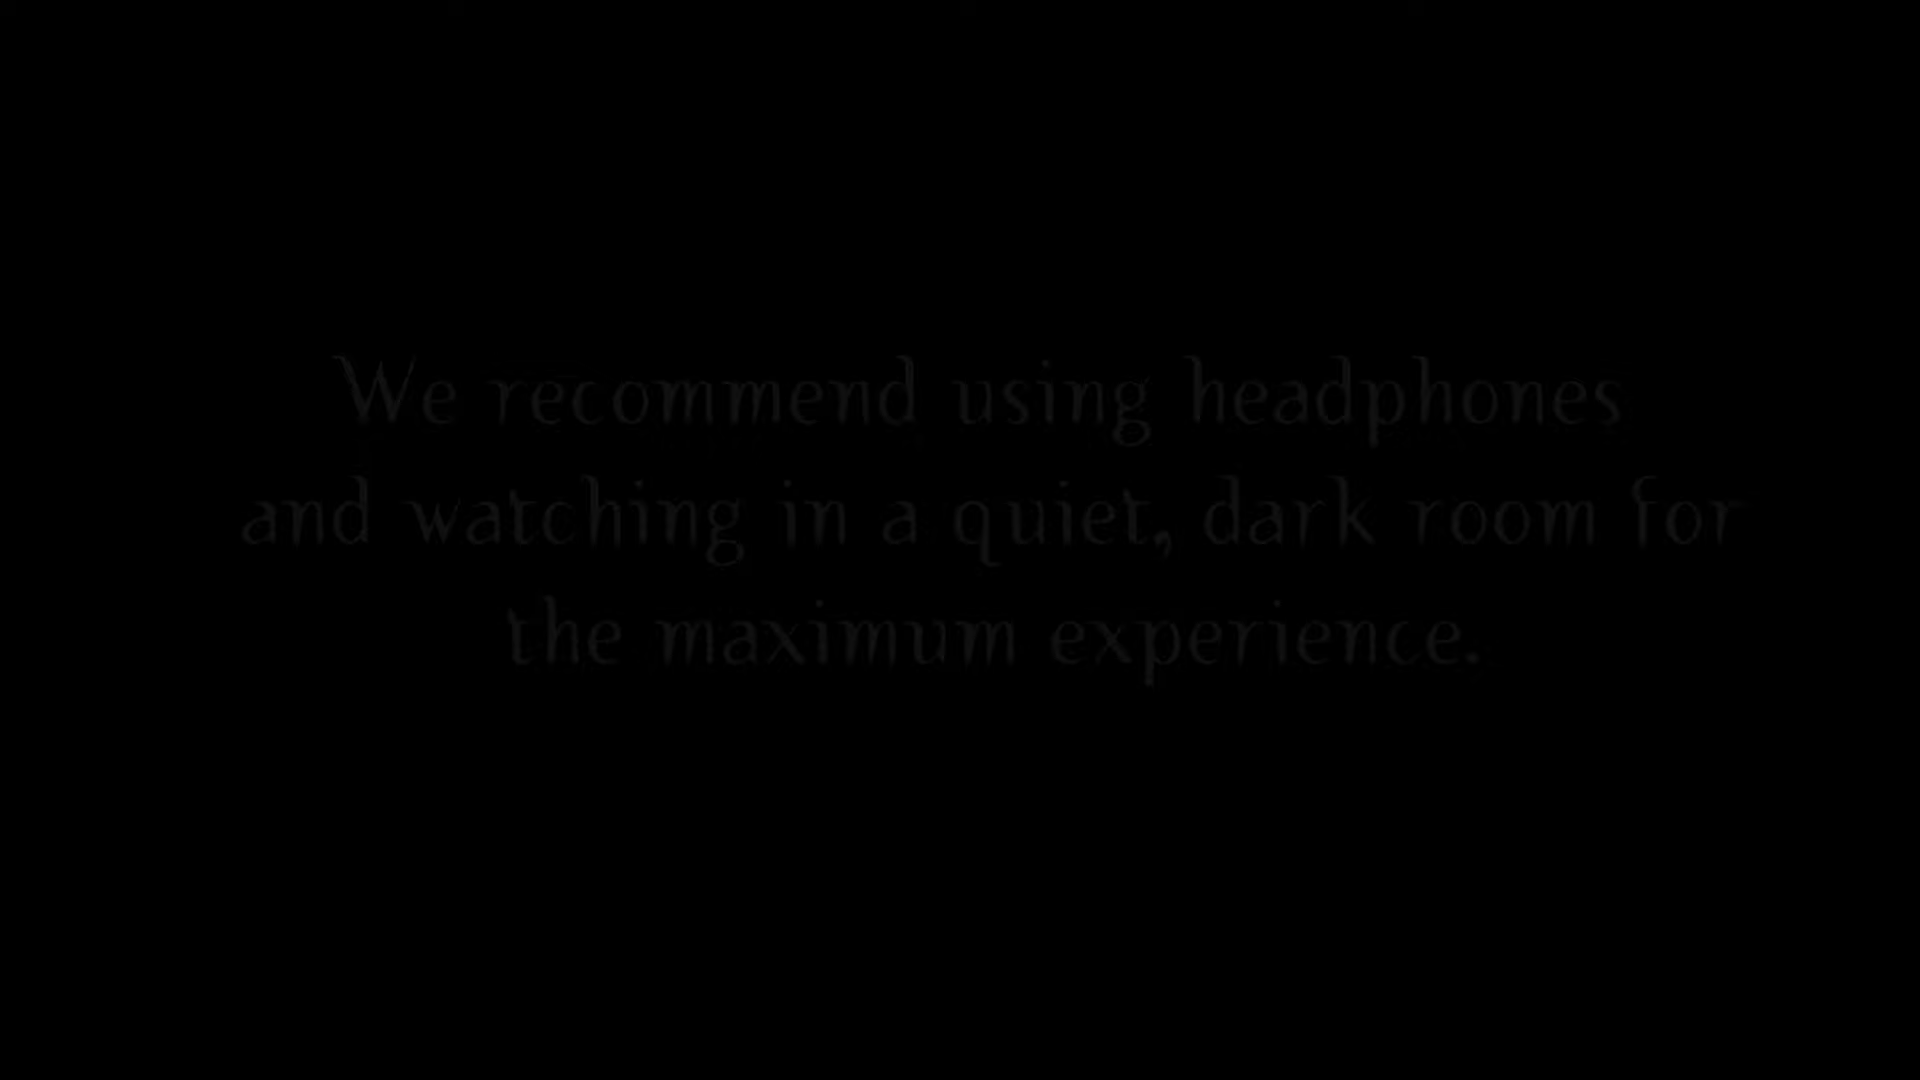 We recommend using headphones
and watching in a quiet, dark room for
the maximum experience.